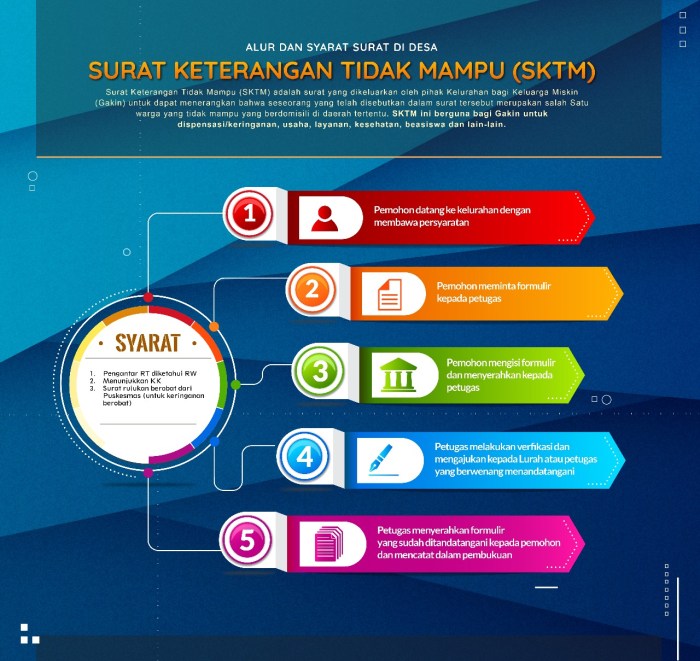 ALUR DAN SYARAT SURAT DI DESA
SURAT KETERANGAN TIDAK MAMPU (SKTM)
Surat Keterangan Tidak Mampu (SKTM) adalah surat yang dikeluarkan oleh pihak Kelurahan bagi Keluarga Miskin
(Gakin) untuk dapat menerangkan bahwa seseorang yang telah disebutkan dalam surat tersebut merupakan salah Satu
warga yang tidak mampu yang berdomisili di daerah tertentu. SKTM ini berguna bagi Gakin untuk
dispensasi/keringanan, usaha, layanan, kesehatan, beasiswa dan lain-lain.
1
Pemohon datang ke kelurahan dengan
membawa persyaratan
2
Pemohon meminta formulir
kepada petugas
SYARAT
1. Pengantar RT diketahui RW
2. Menunjukkan KK
3. Surat rujukan berobat dari
Puskesmas (untuk keringanan
berobat)
3
Pemohon mengisi formulir
dan menyerahkan kepada
petugas
4
Petugas melakukan verfikasi dan
mengajukan kepada Lurah atau petugas
yang berwenang menandatangani
5
Petugas menyerahkan formulir
yang sudah ditandatangani kepada pemohon
dan mencatat dalam pembukuan